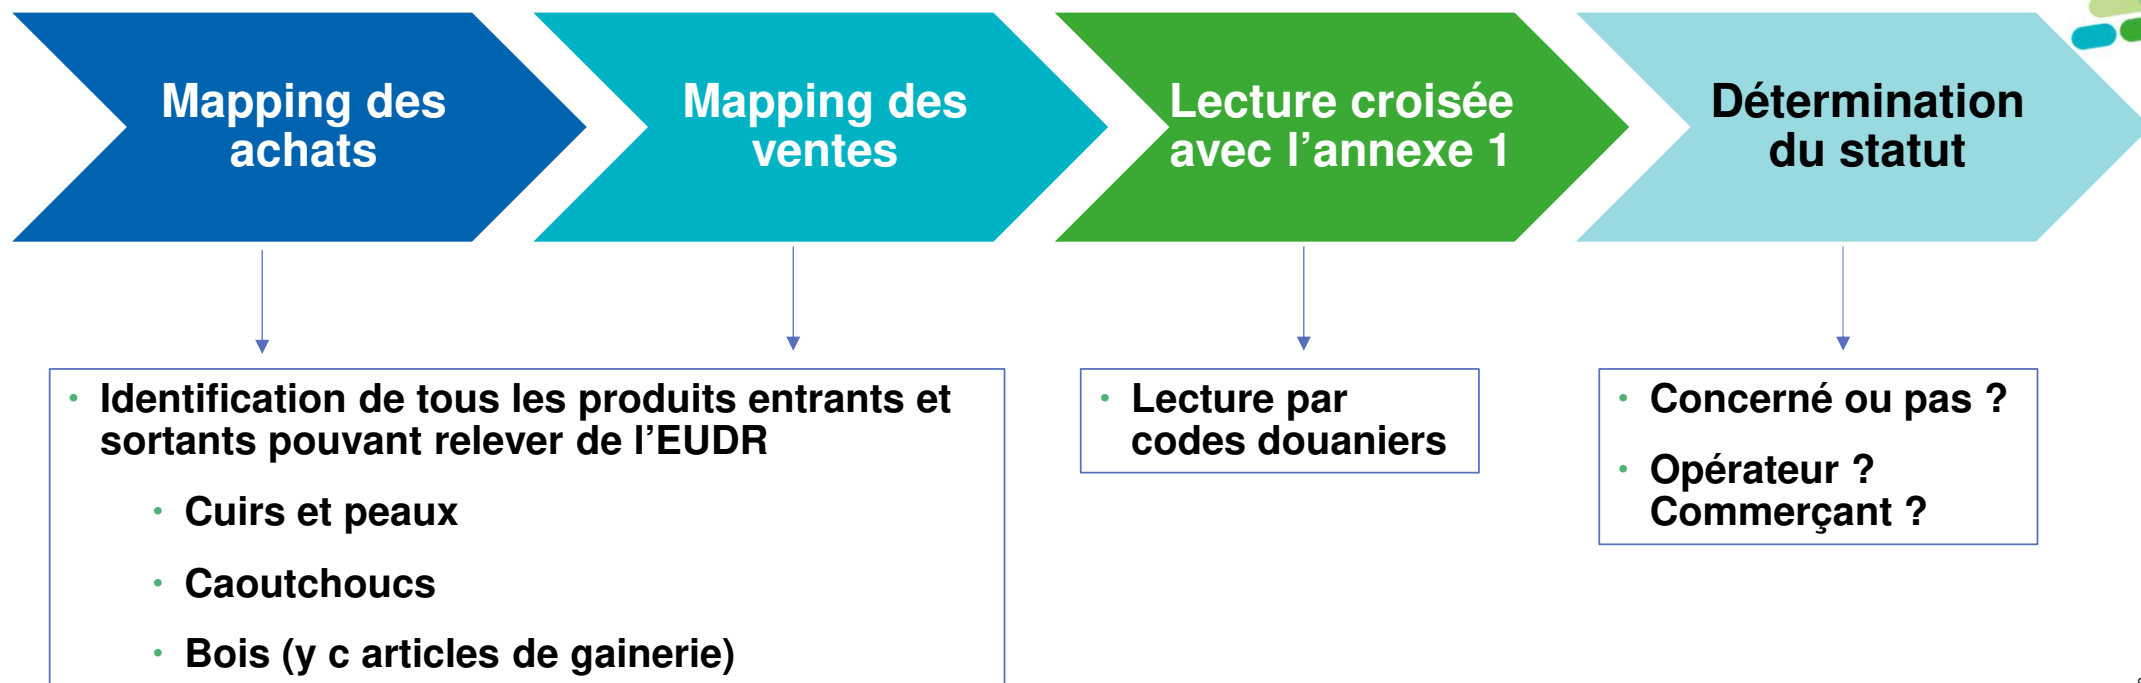 Mapping des
achats
Mapping des
ventes
Lecture croisée
avec l’annexe 1
Détermination
du statut
• Identification de tous les produits entrants et
sortants pouvant relever de l’EUDR
• Cuirs et peaux
• Caoutchoucs
• Bois (y c articles de gainerie)
• Lecture par
codes douaniers
• Concerné ou pas ?
• Opérateur ?
Commerçant ?